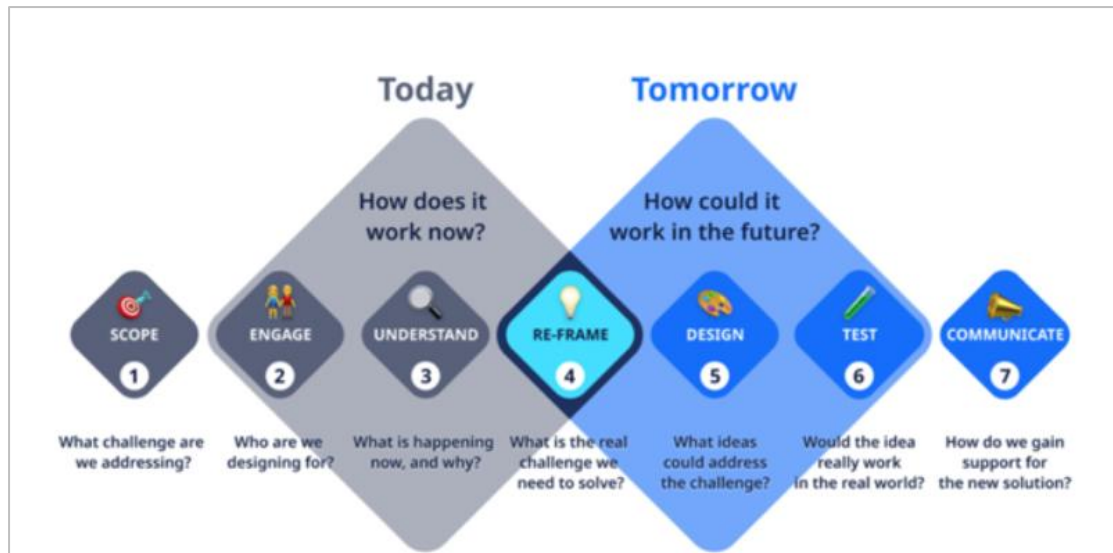 Today
Tomorrow
How does it
work now?
How could it
work in the future?
SCOPE
1
What challenge are
we addressing?
ENGAGE
2
Who are we
designing for?
UNDERSTAND
3
What is happening
now, and why?
RE-FRAME
4
What is the real
challenge we
need to solve?
DESIGN
5
What ideas
could address
the challenge?
TEST
6
Would the idea
really work
in the real world?
COMMUNICATE
7
How do we gain
support for
the new solution?